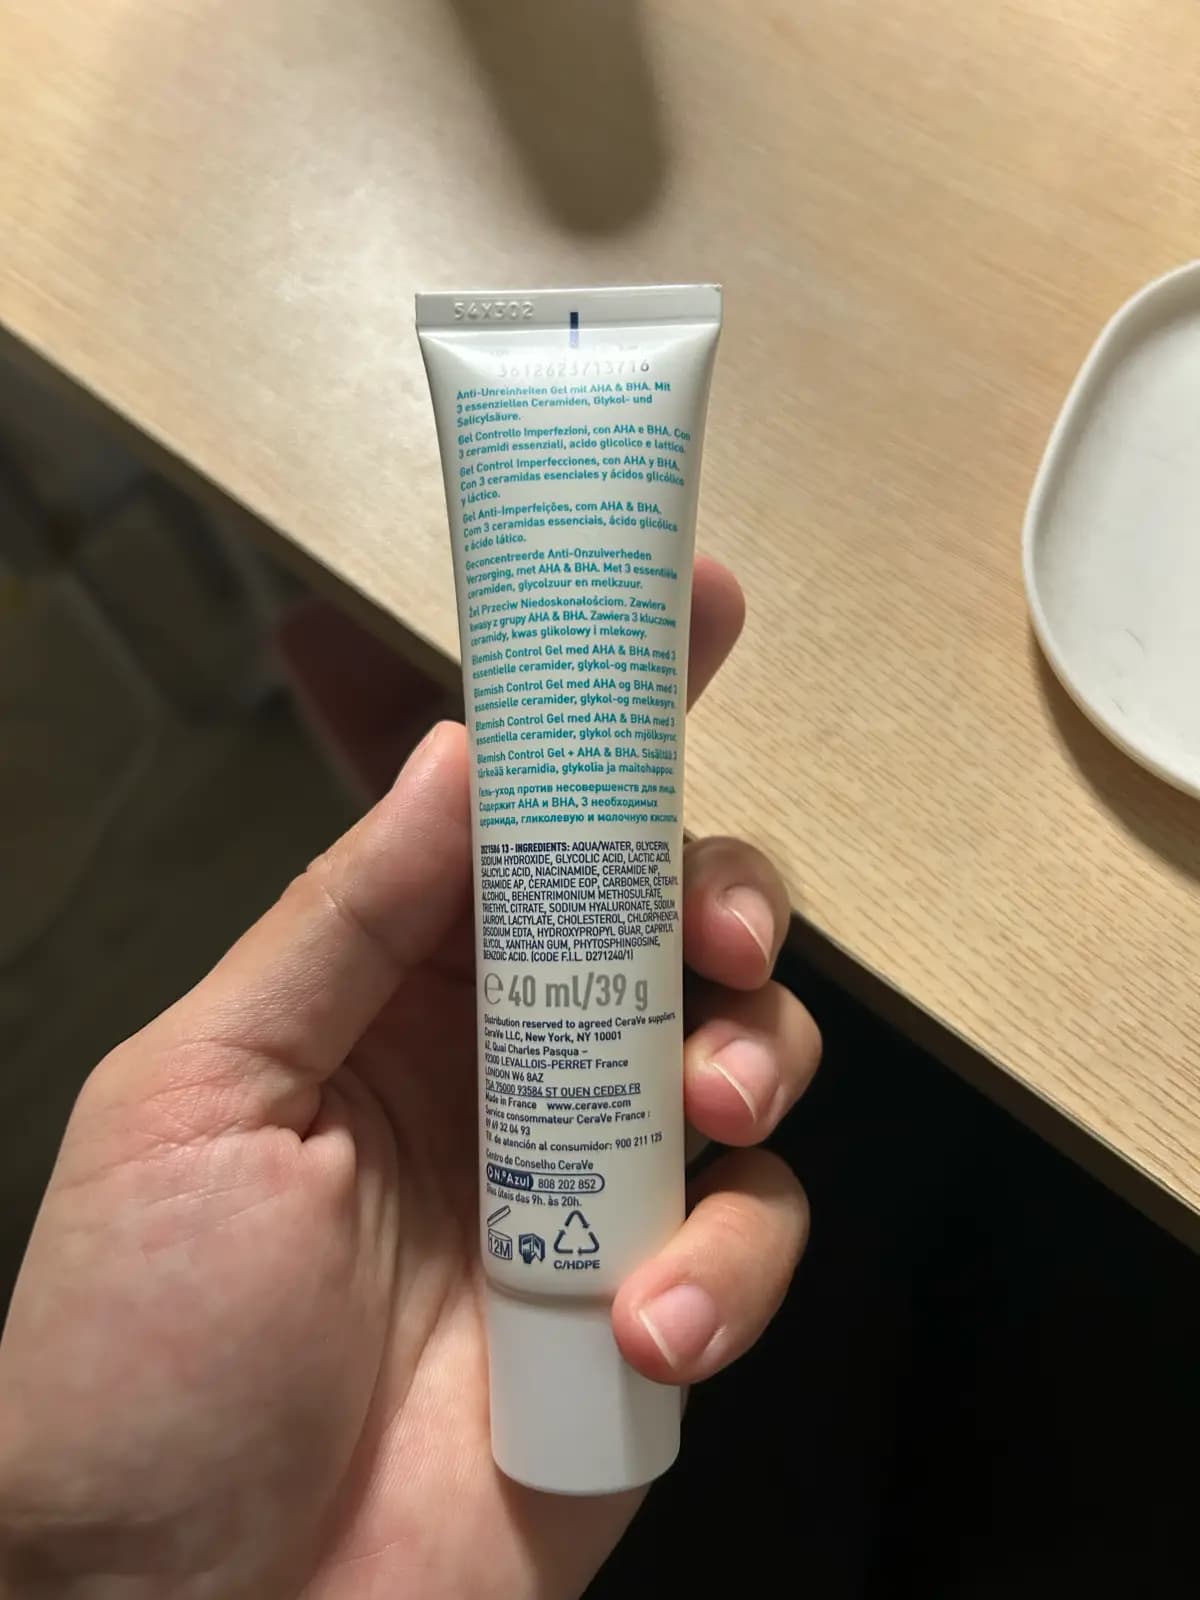 54X302
3612623713716
Anti-Unreinheiten Gel mit AHA & BHA. Mit
3 essenziellen Ceramiden, Glykol- und
Salicylsäure.
Gel Controllo Imperfezioni, con AHA e BHA. Con
3 ceramidi essenziali, acido glicolico e lattico.
Gel Control Imperfecciones, con AHA y BHA.
Con 3 ceramidas esenciales y ácidos glicólico
y láctico.
Gel Anti-Imperfeições, com AHA & BHA.
Com 3 ceramidas essenciais, ácido glicólico
e ácido lático.
Geconcentreerde Anti-Onzuiverheden
Verzorging, met AHA & BHA. Met 3 essentiële
ceramiden, glycolzuur en melkzuur.
Żel Przeciw Niedoskonałościom. Zawiera
kwasy z grupy AHA & BHA. Zawiera 3 kluczowe
ceramidy, kwas glikolowy i mlekowy.
Blemish Control Gel med AHA & BHA med 3
essentielle ceramider, glykol-og mælkesyre.
Blemish Control Gel med AHA og BHA med 3
essensielle ceramider, glykol-og melkesyre.
Blemish Control Gel med AHA & BHA med 3
essentiella ceramider, glykol och mjölksyra.
Blemish Control Gel + AHA & BHA. Sisältää 3
tärkeää keramidia, glykolia ja maitohappoa.
Гель-уход против несовершенств для лица.
Содержит AHA и BHA, 3 необходимых
церамида, гликолевую и молочную кислоты
2021586 13 - INGREDIENTS: AQUA/WATER, GLYCERIN,
SODIUM HYDROXIDE, GLYCOLIC ACID, LACTIC ACID,
SALICYLIC ACID, NIACINAMIDE, CERAMIDE NP,
CERAMIDE AP, CERAMIDE EOP, CARBOMER, CETEARYL
ALCOHOL, BEHENTRIMONIUM METHOSULFATE,
TRIETHYL CITRATE, SODIUM HYALURONATE, SODIUM
LAUROYL LACTYLATE, CHOLESTEROL, CHLORPHENESIN,
DISODIUM EDTA, HYDROXYPROPYL GUAR, CAPRYLYL
GLYCOL, XANTHAN GUM, PHYTOSPHINGOSINE,
BENZOIC ACID. (CODE F.I.L. D271240/1)
℮ 40 ml/39 g
Distribution reserved to agreed CeraVe suppliers
CeraVe LLC, New York, NY 10001
62, Quai Charles Pasqua –
92300 LEVALLOIS-PERRET France
LONDON W6 8AZ
TSA 75000 93584 ST OUEN CEDEX FR
Made in France www.cerave.com
Service consommateur CeraVe France :
09 69 32 04 93
Tf. de atención al consumidor: 900 211 125
Centro de Conselho CeraVe
N.ºAzul 808 202 852
Dias úteis das 9h. às 20h.
12M
C/HDPE